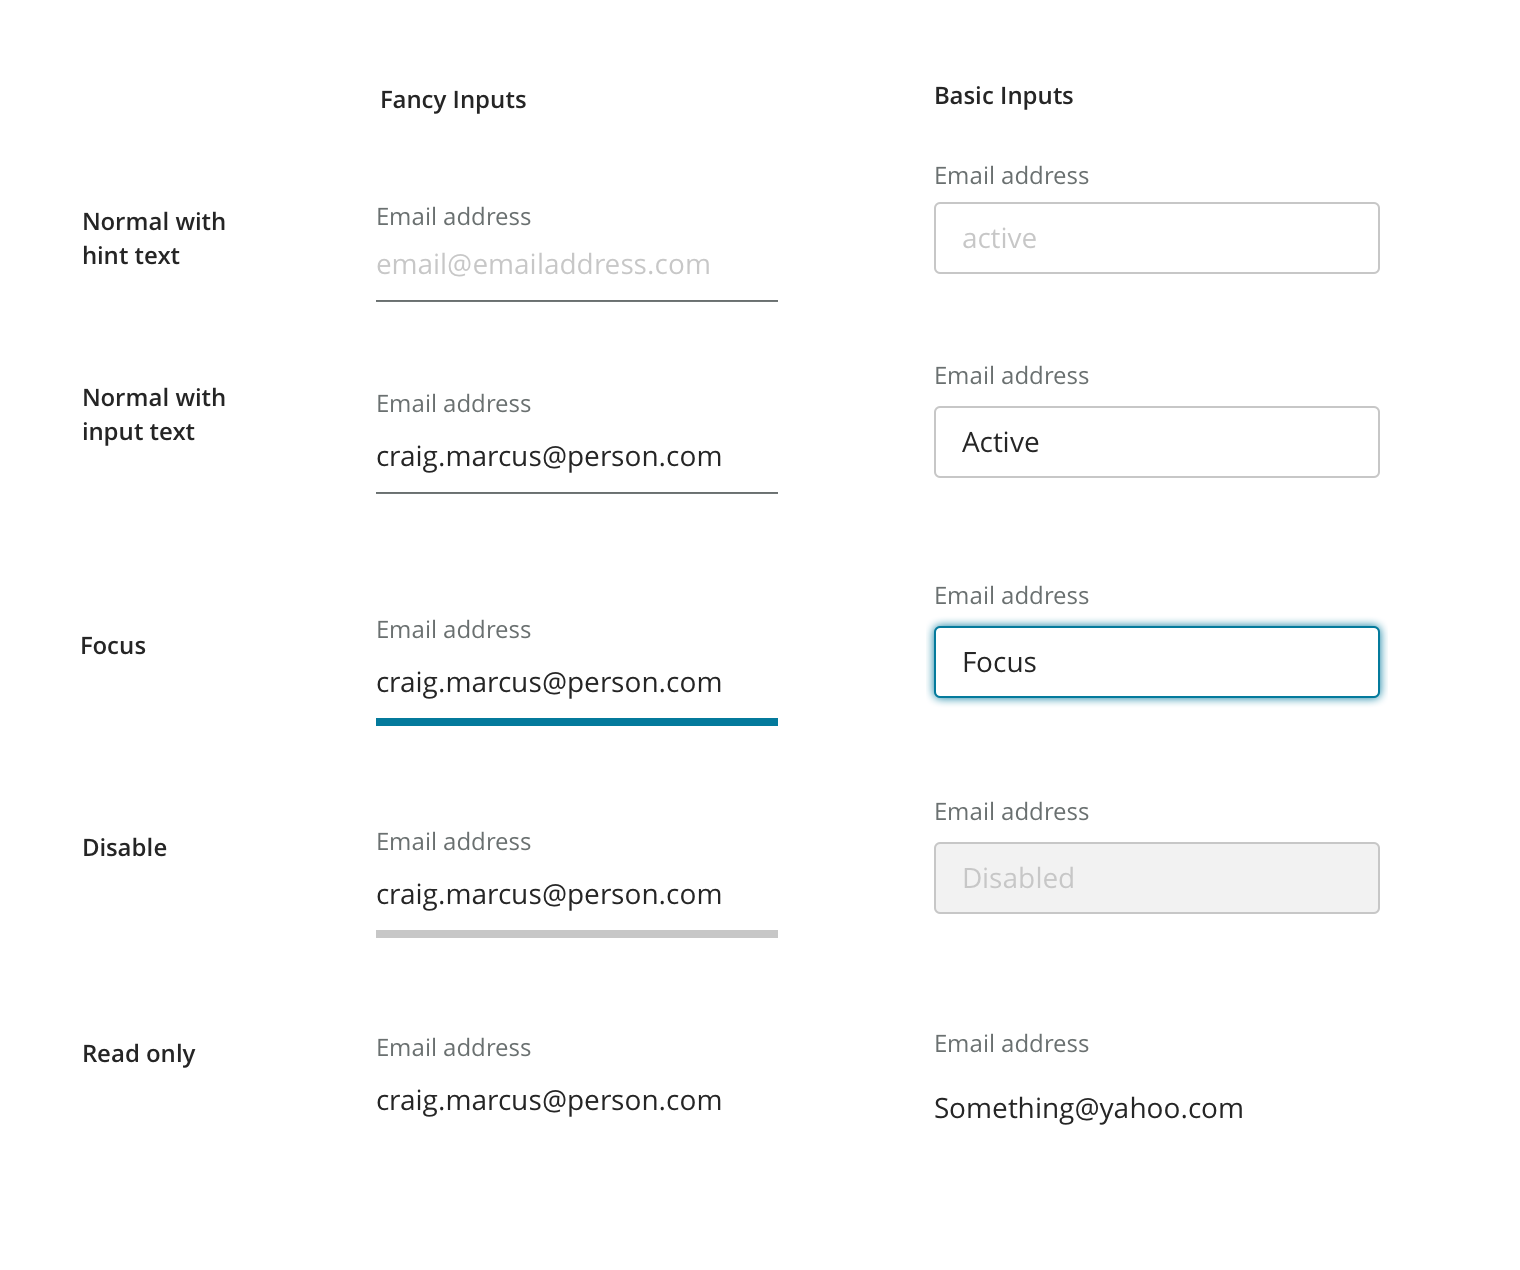 Fancy Inputs
Basic Inputs
Normal with
hint text
Email address
email@emailaddress.com
Email address
active
Normal with
input text
Email address
craig.marcus@person.com
Email address
Active
Focus
Email address
craig.marcus@person.com
Email address
Focus
Disable
Email address
craig.marcus@person.com
Email address
Disabled
Read only
Email address
craig.marcus@person.com
Email address
Something@yahoo.com